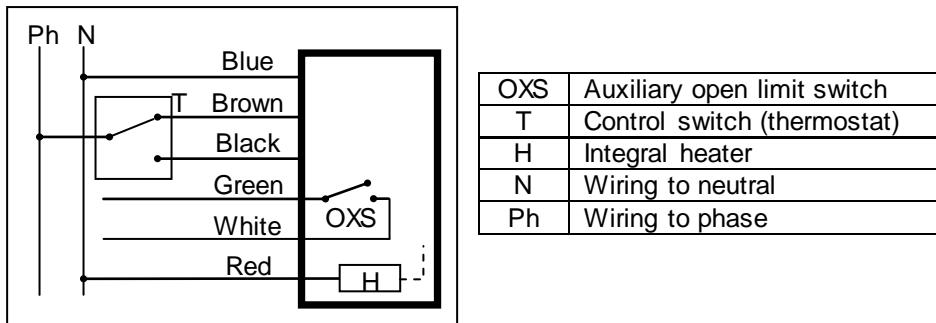 Ph N
Blue
T Brown
Black
Green
OXS
White
Red
H
OXS Auxiliary open limit switch
T Control switch (thermostat)
H Integral heater
N Wiring to neutral
Ph Wiring to phase